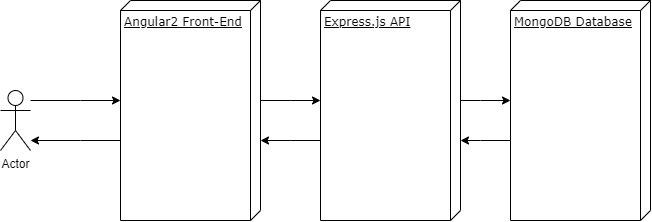 Angular2 Front-End
Express.js API
MongoDB Database
Actor